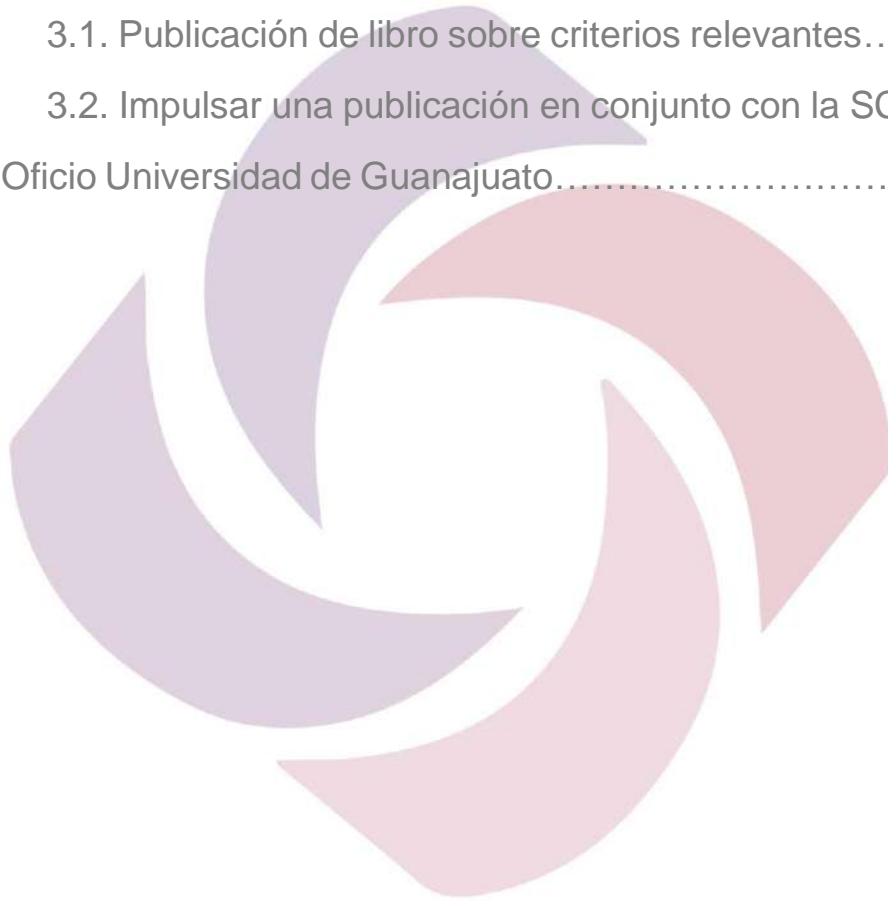 3.1. Publicación de libro sobre criterios relevantes…
3.2. Impulsar una publicación en conjunto con la
Oficio Universidad de Guanajuato……………………………